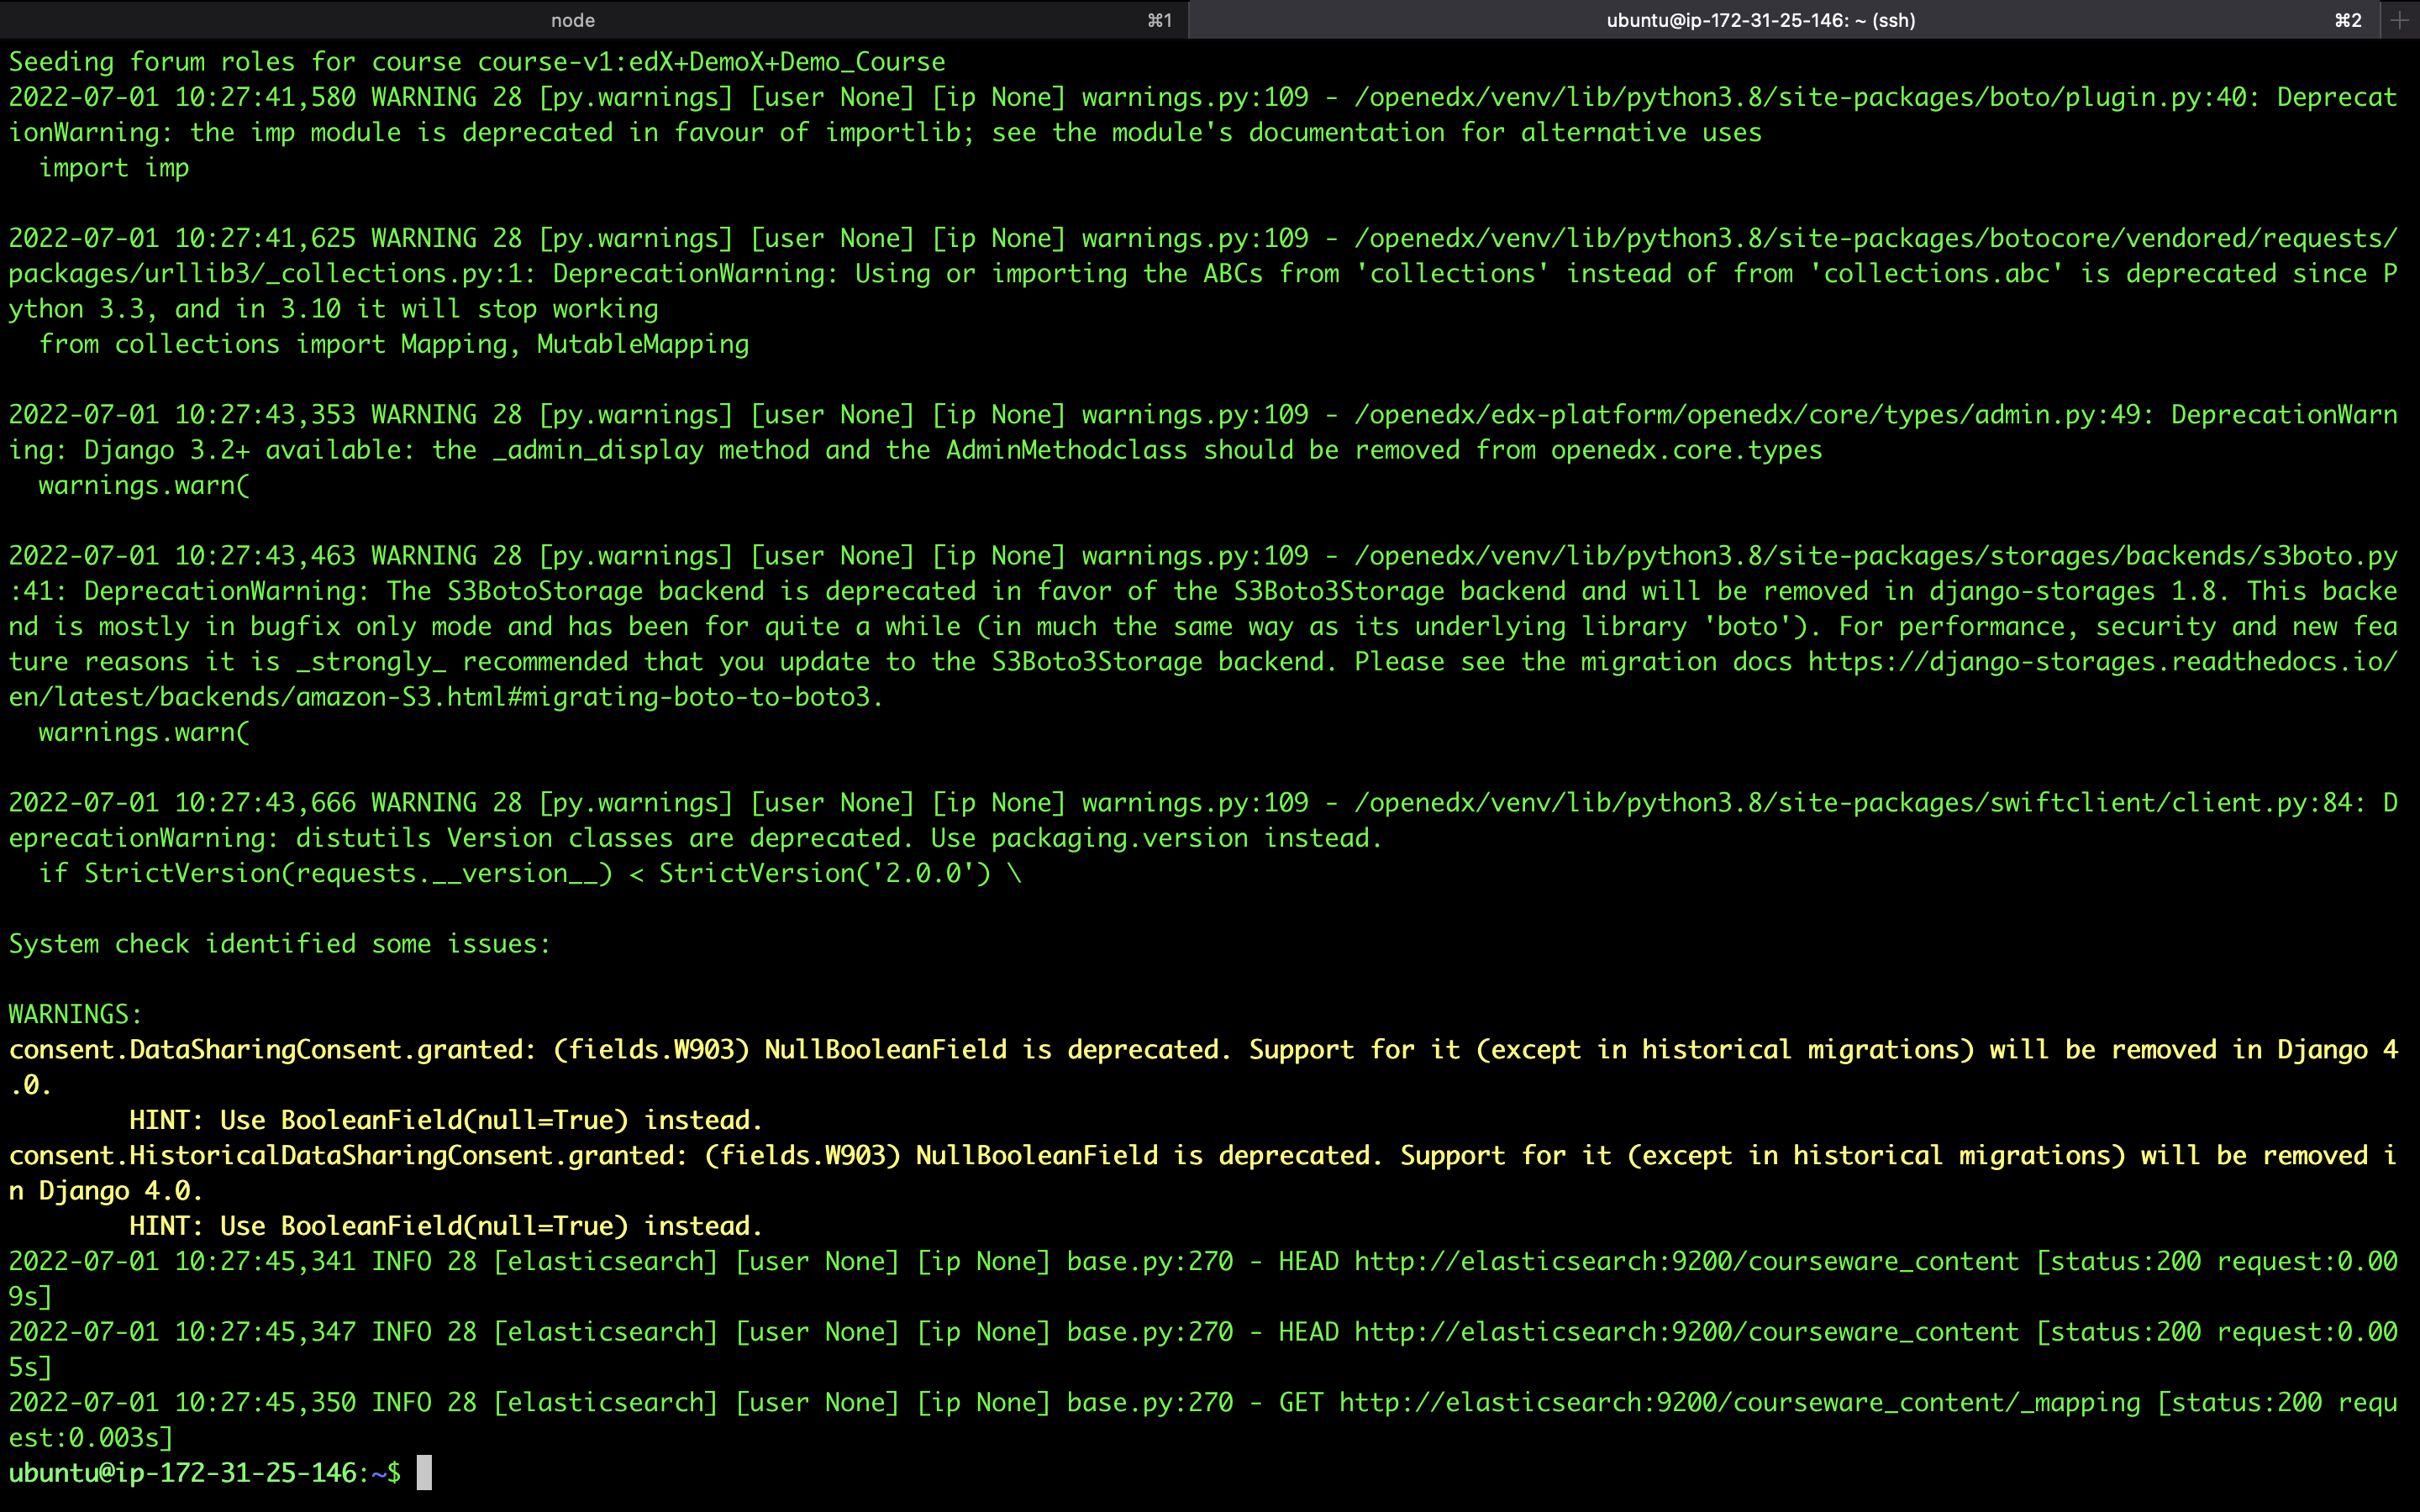 node ⌘1 ubuntu@ip-172-31-25-146: ~ (ssh) ⌘2 +
Seeding forum roles for course course-v1:edX+DemoX+Demo_Course
2022-07-01 10:27:41,580 WARNING 28 [py.warnings] [user None] [ip None] warnings.py:109 - /openedx/venv/lib/python3.8/site-packages/boto/plugin.py:40: Deprecat
ionWarning: the imp module is deprecated in favour of importlib; see the module's documentation for alternative uses
  import imp
2022-07-01 10:27:41,625 WARNING 28 [py.warnings] [user None] [ip None] warnings.py:109 - /openedx/venv/lib/python3.8/site-packages/botocore/vendored/requests/
packages/urllib3/_collections.py:1: DeprecationWarning: Using or importing the ABCs from 'collections' instead of from 'collections.abc' is deprecated since P
ython 3.3, and in 3.10 it will stop working
  from collections import Mapping, MutableMapping
2022-07-01 10:27:43,353 WARNING 28 [py.warnings] [user None] [ip None] warnings.py:109 - /openedx/edx-platform/openedx/core/types/admin.py:49: DeprecationWarn
ing: Django 3.2+ available: the _admin_display method and the AdminMethodclass should be removed from openedx.core.types
  warnings.warn(
2022-07-01 10:27:43,463 WARNING 28 [py.warnings] [user None] [ip None] warnings.py:109 - /openedx/venv/lib/python3.8/site-packages/storages/backends/s3boto.py
:41: DeprecationWarning: The S3BotoStorage backend is deprecated in favor of the S3Boto3Storage backend and will be removed in django-storages 1.8. This backe
nd is mostly in bugfix only mode and has been for quite a while (in much the same way as its underlying library 'boto'). For performance, security and new fea
ture reasons it is _strongly_ recommended that you update to the S3Boto3Storage backend. Please see the migration docs https://django-storages.readthedocs.io/
en/latest/backends/amazon-S3.html#migrating-boto-to-boto3.
  warnings.warn(
2022-07-01 10:27:43,666 WARNING 28 [py.warnings] [user None] [ip None] warnings.py:109 - /openedx/venv/lib/python3.8/site-packages/swiftclient/client.py:84: D
eprecationWarning: distutils Version classes are deprecated. Use packaging.version instead.
  if StrictVersion(requests.__version__) < StrictVersion('2.0.0') \
System check identified some issues:
WARNINGS:
consent.DataSharingConsent.granted: (fields.W903) NullBooleanField is deprecated. Support for it (except in historical migrations) will be removed in Django 4
.0.
        HINT: Use BooleanField(null=True) instead.
consent.HistoricalDataSharingConsent.granted: (fields.W903) NullBooleanField is deprecated. Support for it (except in historical migrations) will be removed i
n Django 4.0.
        HINT: Use BooleanField(null=True) instead.
2022-07-01 10:27:45,341 INFO 28 [elasticsearch] [user None] [ip None] base.py:270 - HEAD http://elasticsearch:9200/courseware_content [status:200 request:0.00
9s]
2022-07-01 10:27:45,347 INFO 28 [elasticsearch] [user None] [ip None] base.py:270 - HEAD http://elasticsearch:9200/courseware_content [status:200 request:0.00
5s]
2022-07-01 10:27:45,350 INFO 28 [elasticsearch] [user None] [ip None] base.py:270 - GET http://elasticsearch:9200/courseware_content/_mapping [status:200 requ
est:0.003s]
ubuntu@ip-172-31-25-146:~$